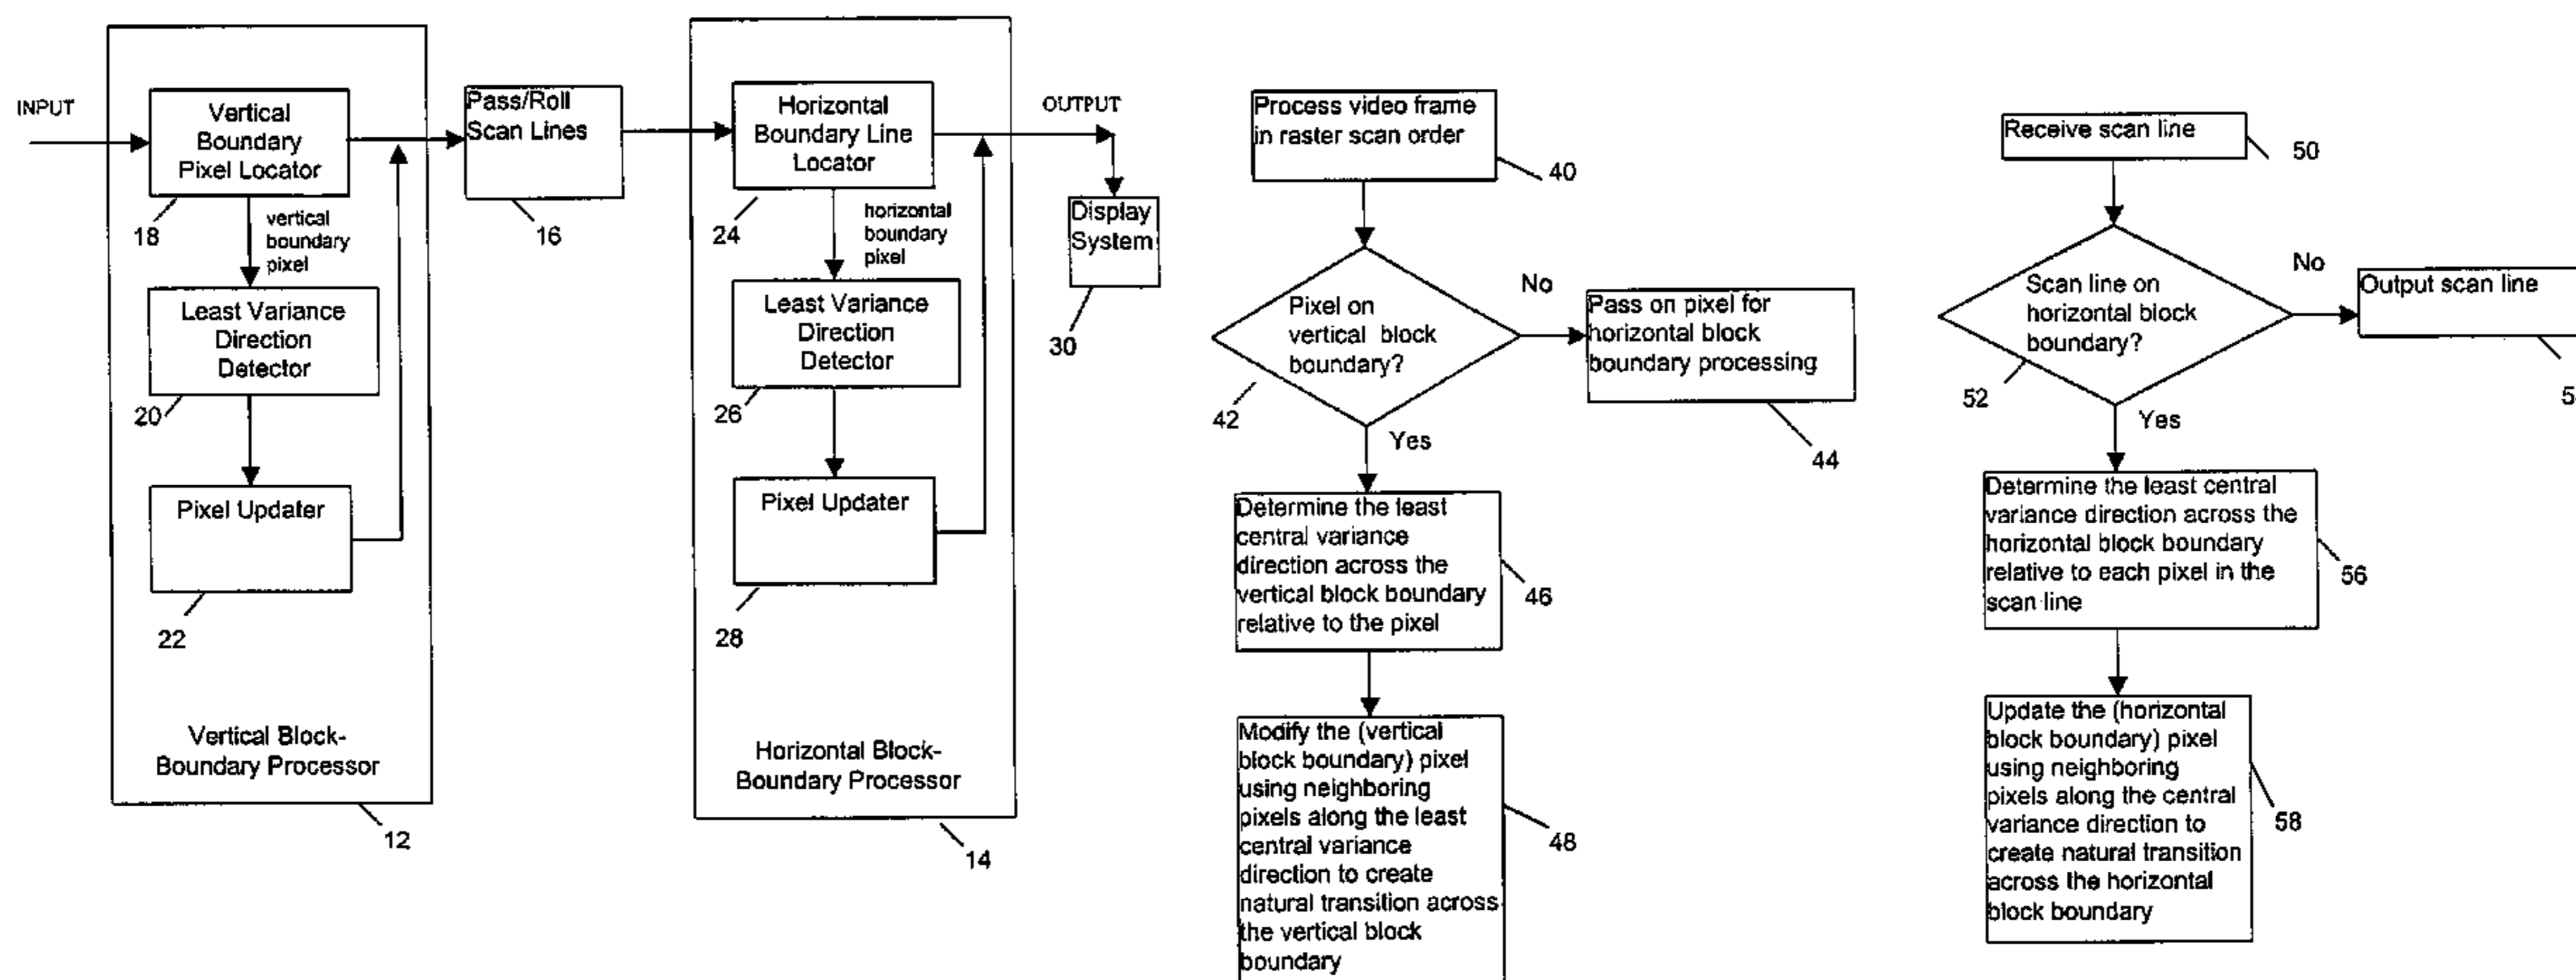 INPUT
Vertical
Boundary
Pixel Locator
18
vertical
boundary
pixel
Least Variance
Direction
Detector
20
Pixel Updater
22
Vertical Block-
Boundary Processor
12
Pass/Roll
Scan Lines
16
Horizontal
Boundary Line
Locator
24
horizontal
boundary
pixel
Least Variance
Direction
Detector
26
Pixel Updater
28
Horizontal Block-
Boundary Processor
14
OUTPUT
Display
System
30
Process video frame
in raster scan order
40
Pixel on
vertical block
boundary?
42
No
Pass on pixel for
horizontal block
boundary processing
44
Yes
Determine the least
central variance
direction across the
vertical block boundary
relative to the pixel
46
Modify the (vertical
block boundary) pixel
using neighboring
pixels along the least
central variance
direction to create
natural transition across
the vertical block
boundary
48
Receive scan line
50
Scan line on
horizontal block
boundary?
52
No
Output scan line
Yes
Determine the least central
variance direction across the
horizontal block boundary
relative to each pixel in the
scan line
56
Update the (horizontal
block boundary) pixel
using neighboring
pixels along the central
variance direction to
create natural transition
across the horizontal
block boundary
58